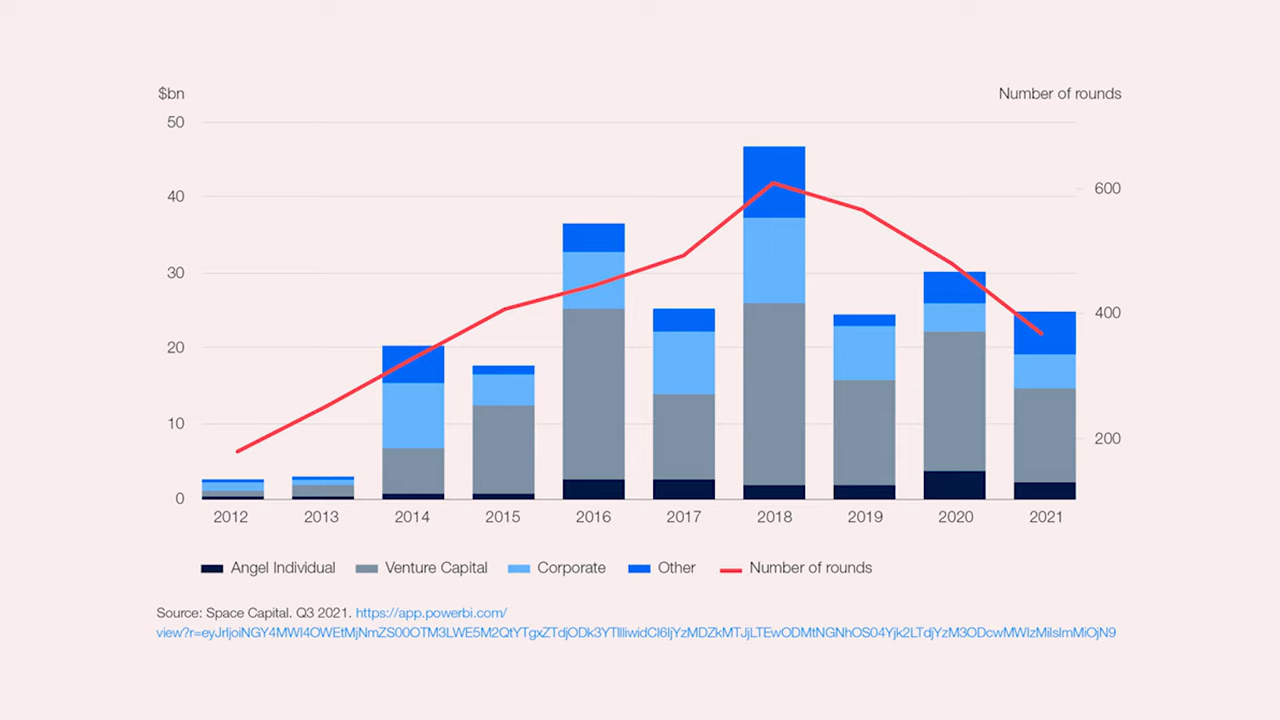 $bn
Number of rounds
50
40
30
20
10
0
600
400
200
2012 2013 2014 2015 2016 2017 2018 2019 2020 2021
Angel Individual Venture Capital Corporate Other Number of rounds
Source: Space Capital. Q3 2021. https://app.powerbi.com/